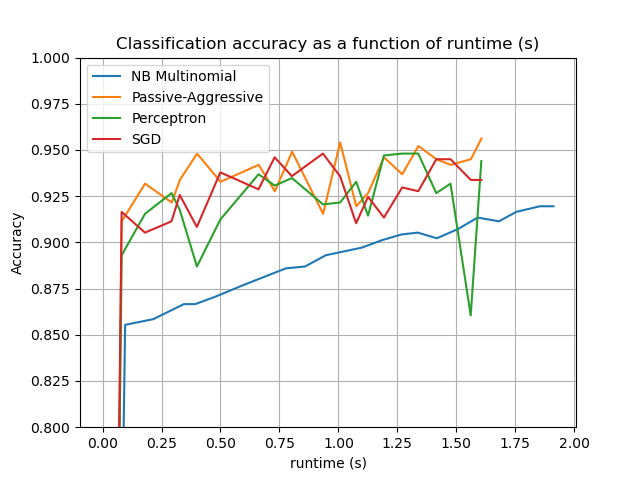 Classification accuracy as a function of runtime (s)
1.000
0.975
0.950
0.925
0.900
0.875
0.850
0.825
0.800
Accuracy
NB Multinomial
Passive-Aggressive
Perceptron
SGD
0.00 0.25 0.50 0.75 1.00 1.25 1.50 1.75 2.00
runtime (s)